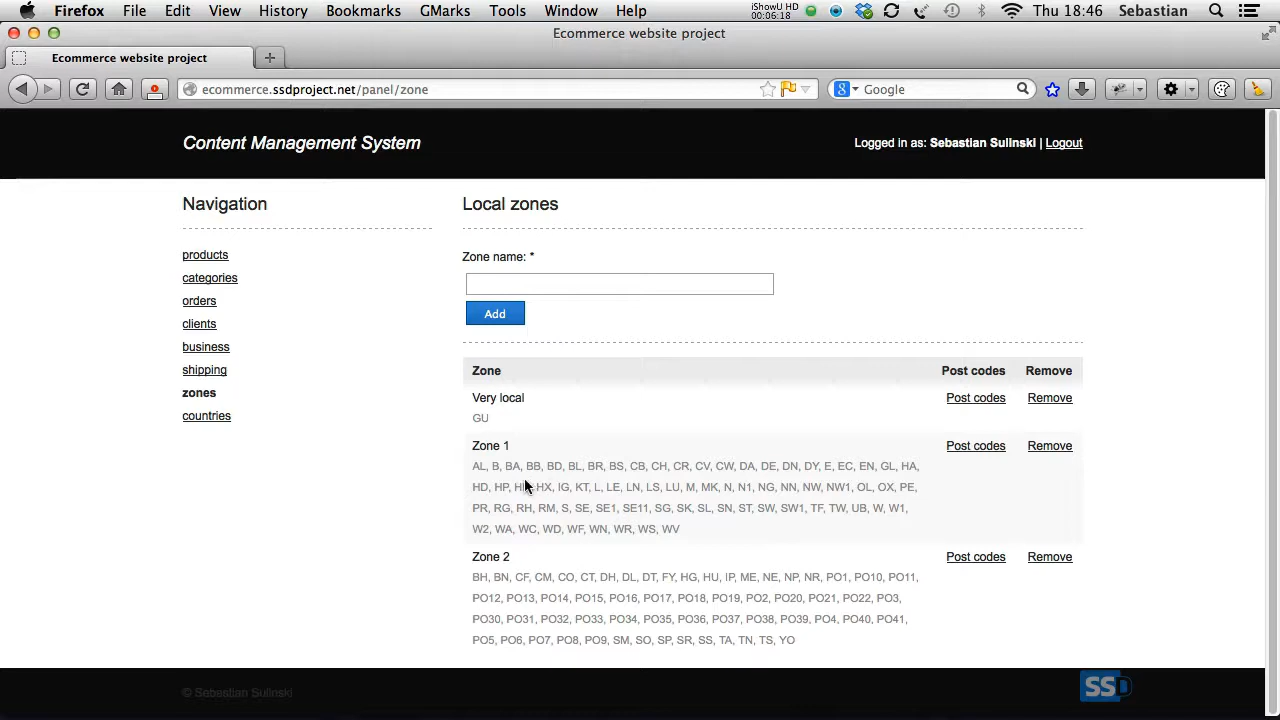 Firefox File Edit View History Bookmarks GMarks Tools Window Help iShowU HD 00:06:18 Thu 18:46 Sebastian
Ecommerce website project
Ecommerce website project
ecommerce.ssdproject.net/panel/zone Google
Content Management System
Logged in as: Sebastian Sulinski | Logout
Navigation
products
categories
orders
clients
business
shipping
zones
countries
Local zones
Zone name: *
Add
Zone Post codes Remove
Very local Post codes Remove
GU
Zone 1 Post codes Remove
AL, B, BA, BB, BD, BL, BR, BS, CB, CH, CR, CV, CW, DA, DE, DN, DY, E, EC, EN, GL, HA,
HD, HP, HX, IG, KT, L, LE, LN, LS, LU, M, MK, N, N1, NG, NN, NW, NW1, OL, OX, PE,
PR, RG, RH, RM, S, SE, SE1, SE11, SG, SK, SL, SN, ST, SW, SW1, TF, TW, UB, W, W1,
W2, WA, WC, WD, WF, WN, WR, WS, WV
Zone 2 Post codes Remove
BH, BN, CF, CM, CO, CT, DH, DL, DT, FY, HG, HU, IP, ME, NE, NP, NR, PO1, PO10, PO11,
PO12, PO13, PO14, PO15, PO16, PO17, PO18, PO19, PO2, PO20, PO21, PO22, PO3,
PO30, PO31, PO32, PO33, PO34, PO35, PO36, PO37, PO38, PO39, PO4, PO40, PO41,
PO5, PO6, PO7, PO8, PO9, SM, SO, SP, SR, SS, TA, TN, TS, YO
© Sebastian Sulinski
SSD